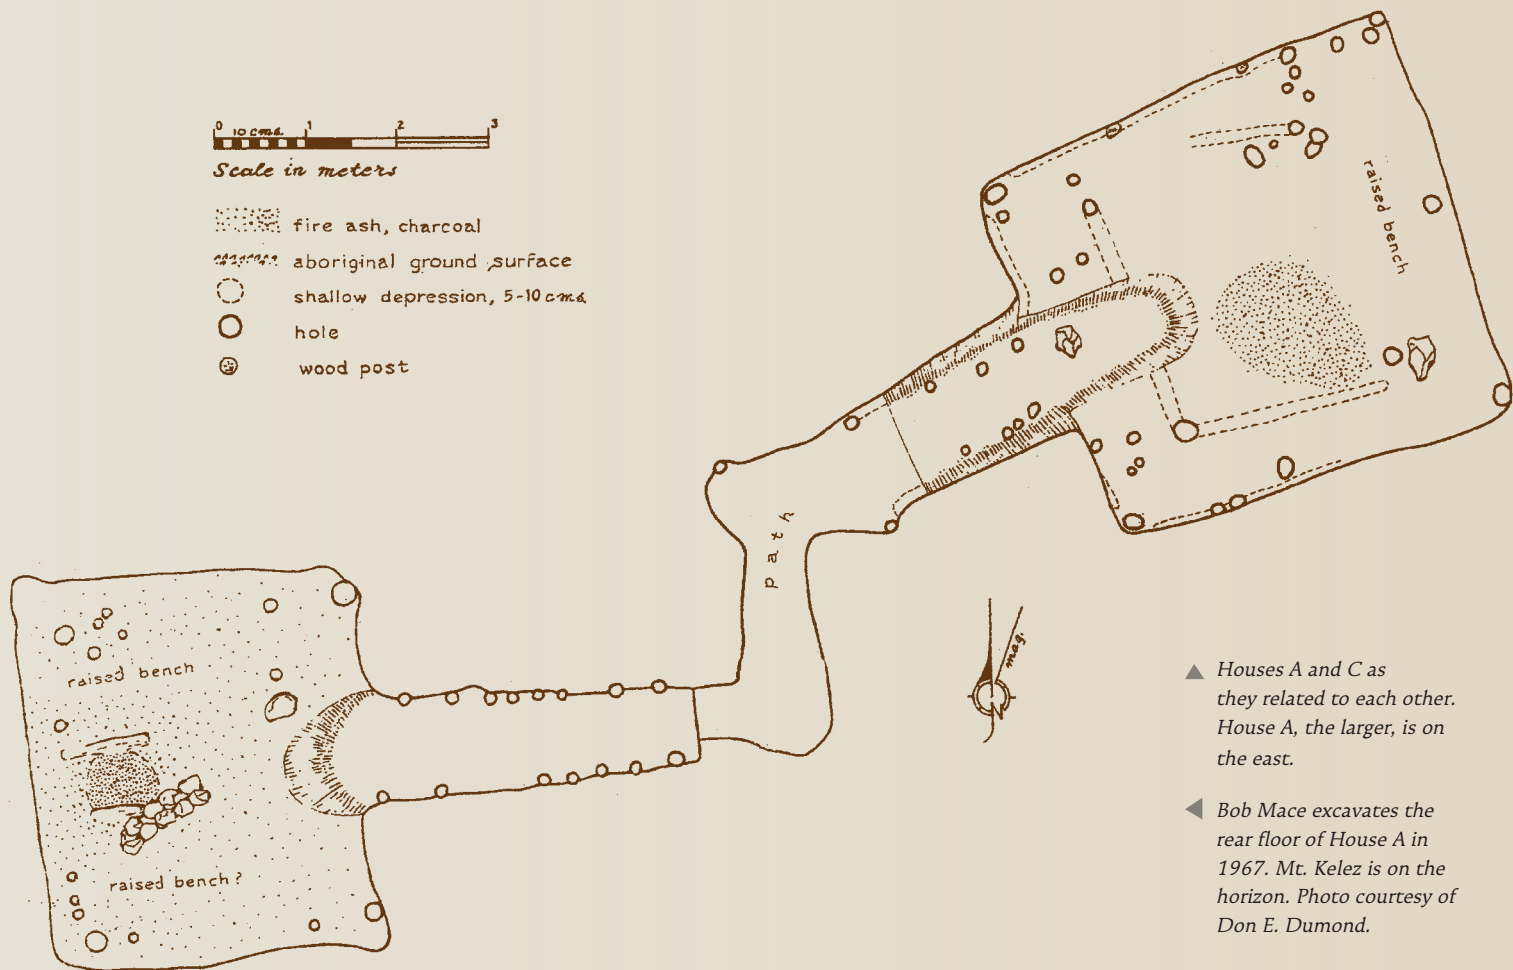 0 10 cms. 1 2 3
Scale in meters
fire ash, charcoal
aboriginal ground surface
shallow depression, 5-10 cms.
hole
wood post
raised bench
path
raised bench
raised bench?
mag.
Houses A and C as
they related to each other.
House A, the larger, is on
the east.
Bob Mace excavates the
rear floor of House A in
1967. Mt. Kelez is on the
horizon. Photo courtesy of
Don E. Dumond.